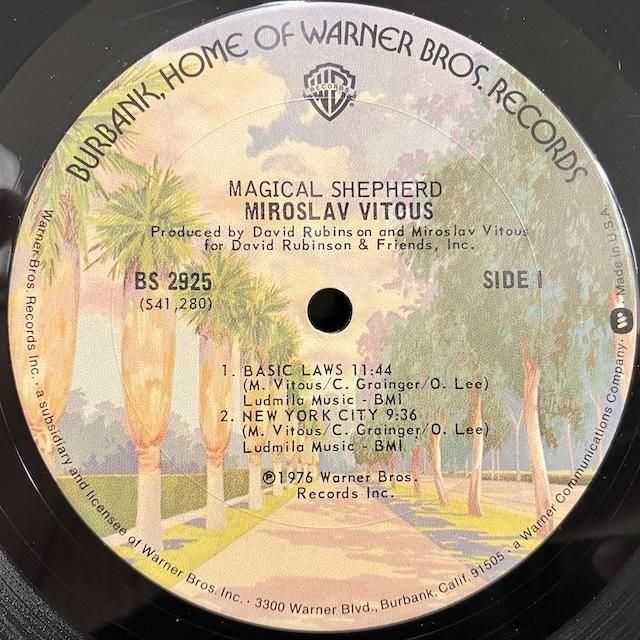 BURBANK, HOME OF WARNER BROS. RECORDS
W
RECORDS
MAGICAL SHEPHERD
MIROSLAV VITOUS
Produced by David Rubinson and Miroslav Vitous
for David Rubinson & Friends, Inc.
BS 2925
(S41,280)
SIDE 1
1. BASIC LAWS 11:44
(M. Vitous/C. Grainger/O. Lee)
Ludmila Music - BMI
2. NEW YORK CITY 9:36
(M. Vitous/C. Grainger/O. Lee)
Ludmila Music - BMI
℗1976 Warner Bros.
Records Inc.
Warner Bros. Records Inc. · a subsidiary and licensee of Warner Bros. Inc. · 3300 Warner Blvd., Burbank, Calif. 91505 · a Warner Communications Company · Made in U.S.A.